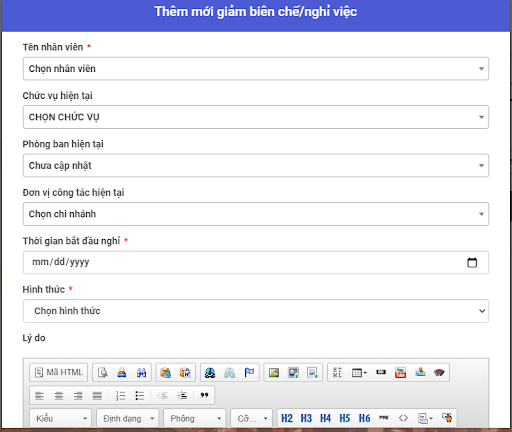 Thêm mới giảm biên chế/nghỉ việc
Tên nhân viên *
Chọn nhân viên
Chức vụ hiện tại
CHỌN CHỨC VỤ
Phòng ban hiện tại
Chưa cập nhật
Đơn vị công tác hiện tại
Chọn chi nhánh
Thời gian bắt đầu nghỉ *
mm/dd/yyyy
Hình thức *
Chọn hình thức
Lý do
Mã HTML
Kiểu Định dạng Phông Cỡ... H2 H3 H4 H5 H6 PRE